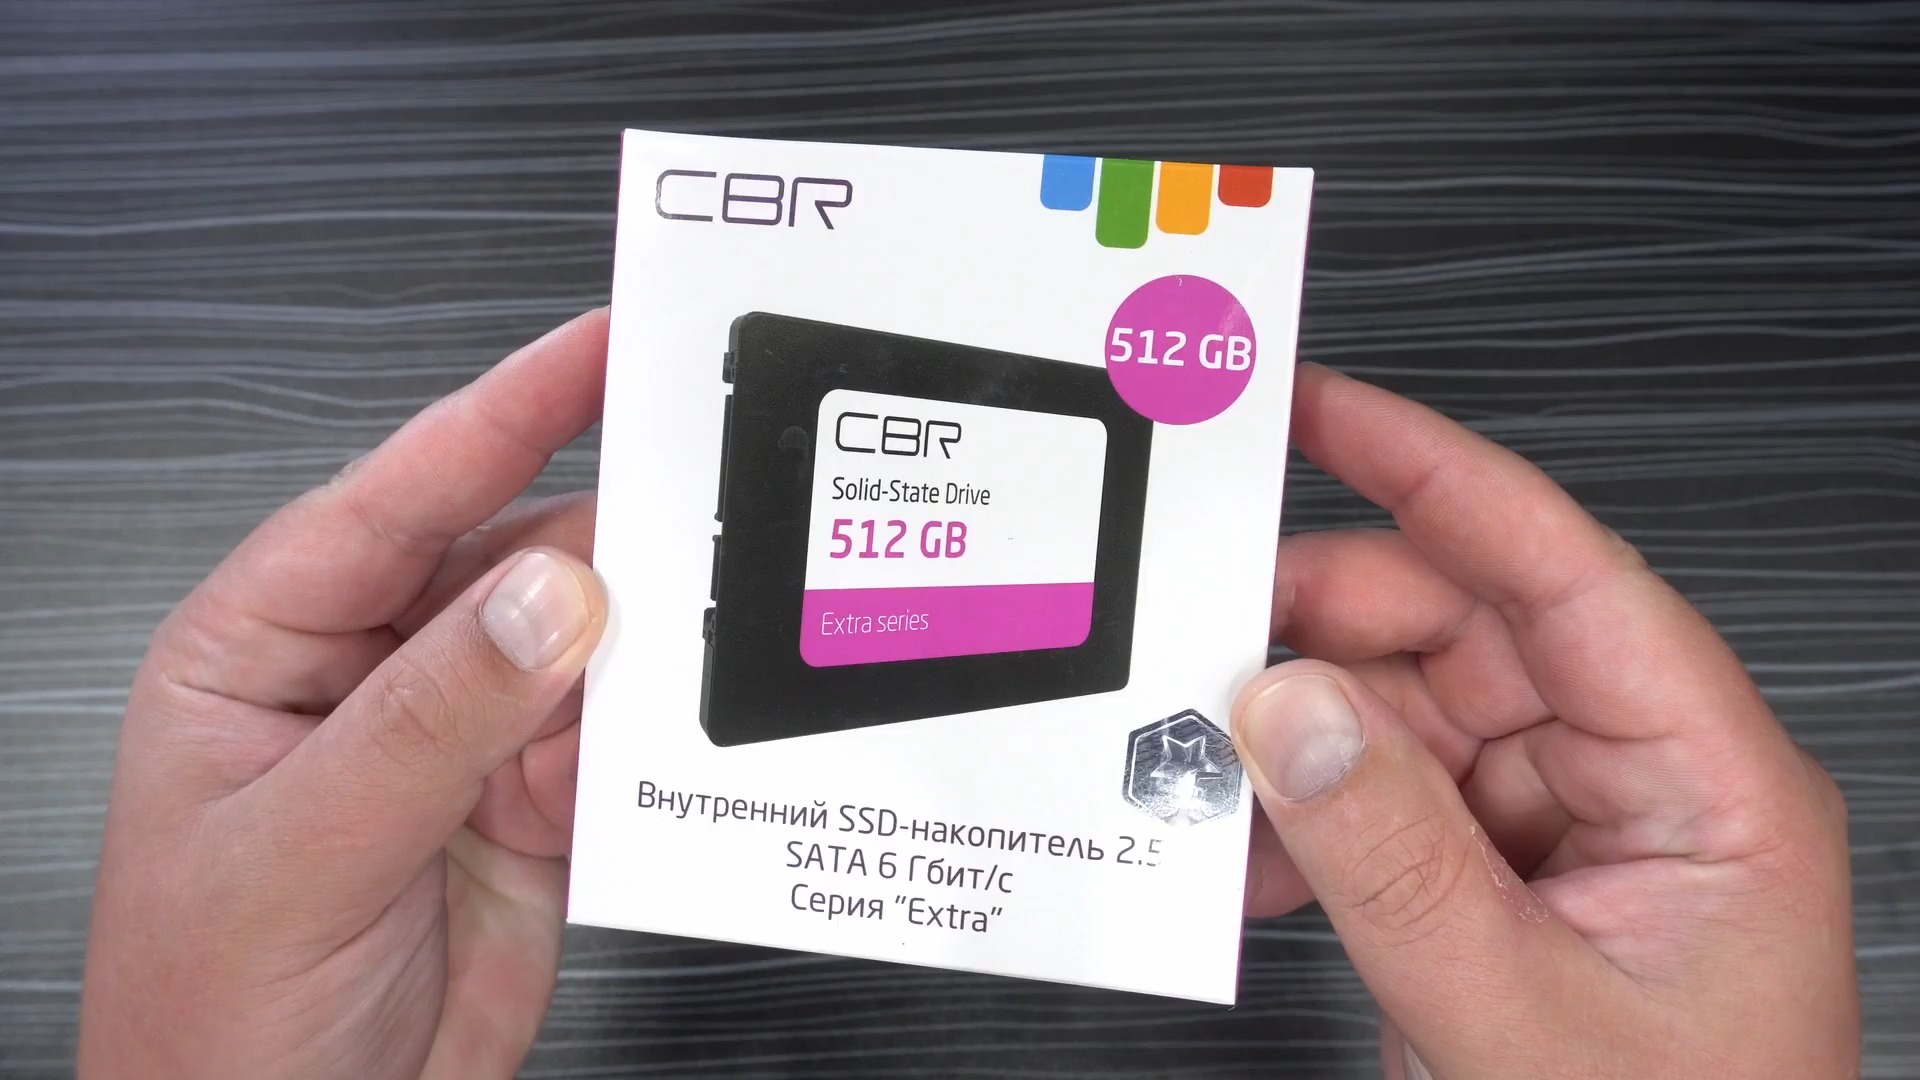 CBR
512 GB
CBR
Solid-State Drive
512 GB
Extra series
Внутренний SSD-накопитель 2.5
SATA 6 Гбит/с
Серия "Extra"